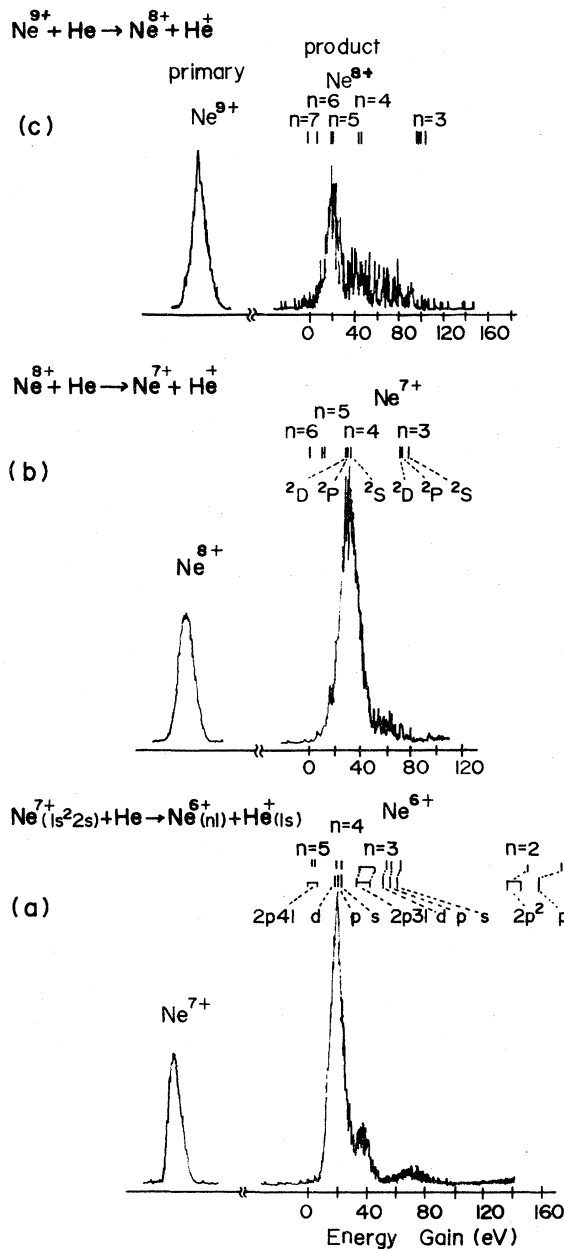 Ne⁹⁺ + He → Ne⁸⁺ + He⁺
primary product
Ne⁹⁺ Ne⁸⁺
n=6 n=4
n=7 n=5 n=3
(c)
0 40 80 120 160
Ne⁸⁺ + He → Ne⁷⁺ + He⁺
Ne⁷⁺
n=5
n=6 n=4 n=3
(b)
²D ²P ²S ²D ²P ²S
Ne⁸⁺
0 40 80 120
Ne⁷⁺(1s²2s) + He → Ne⁶⁺(nl) + He⁺(1s)
Ne⁶⁺
n=4
n=5 n=3 n=2
(a)
2p4l d p s 2p3l d p s 2p² p
Ne⁷⁺
0 40 80 120 160
Energy Gain (eV)